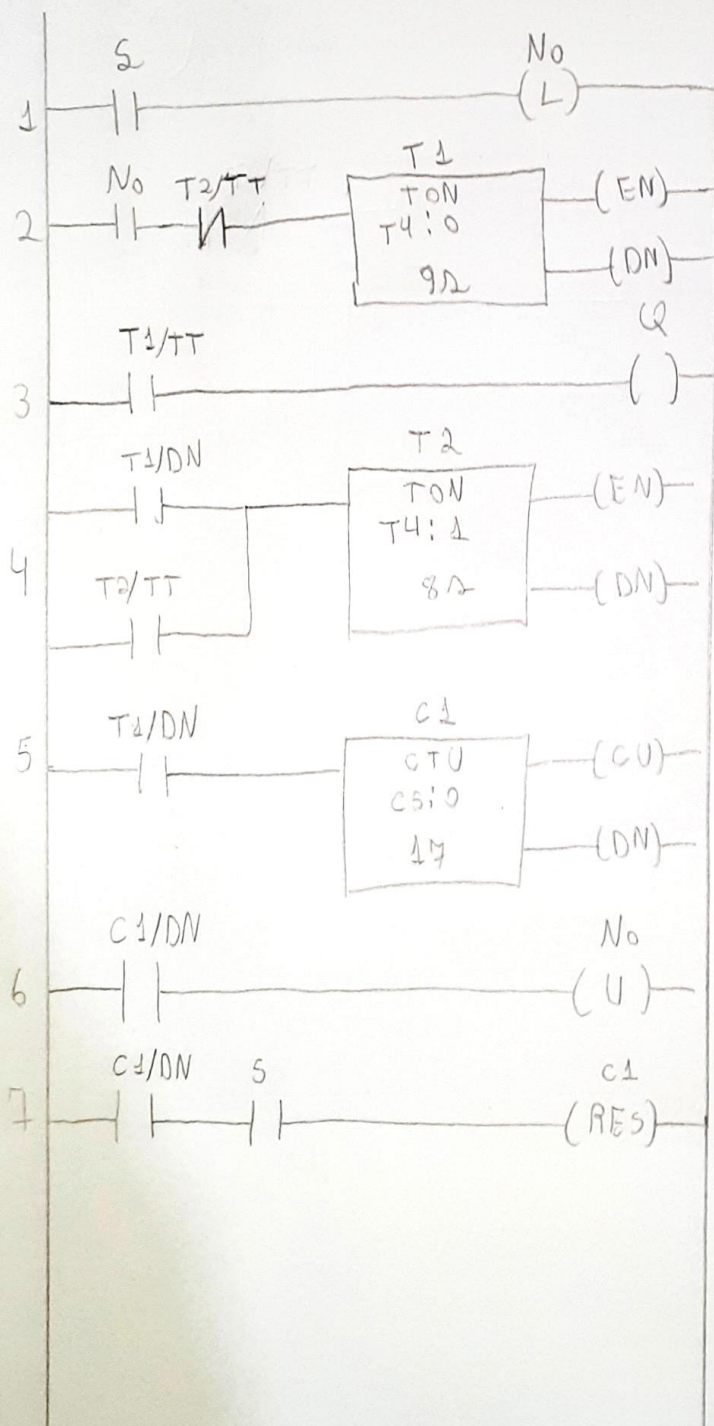 S No
1 (L)
No T2/TT T1
2 TON (EN)
T4:0
9s (DN)
T1/TT Q
3 ( )
T1/DN T2
TON (EN)
T4:1
4 T2/TT 8s (DN)
T1/DN C1
5 CTU (CU)
C5:0
17 (DN)
C1/DN No
6 (U)
C1/DN S C1
7 (RES)